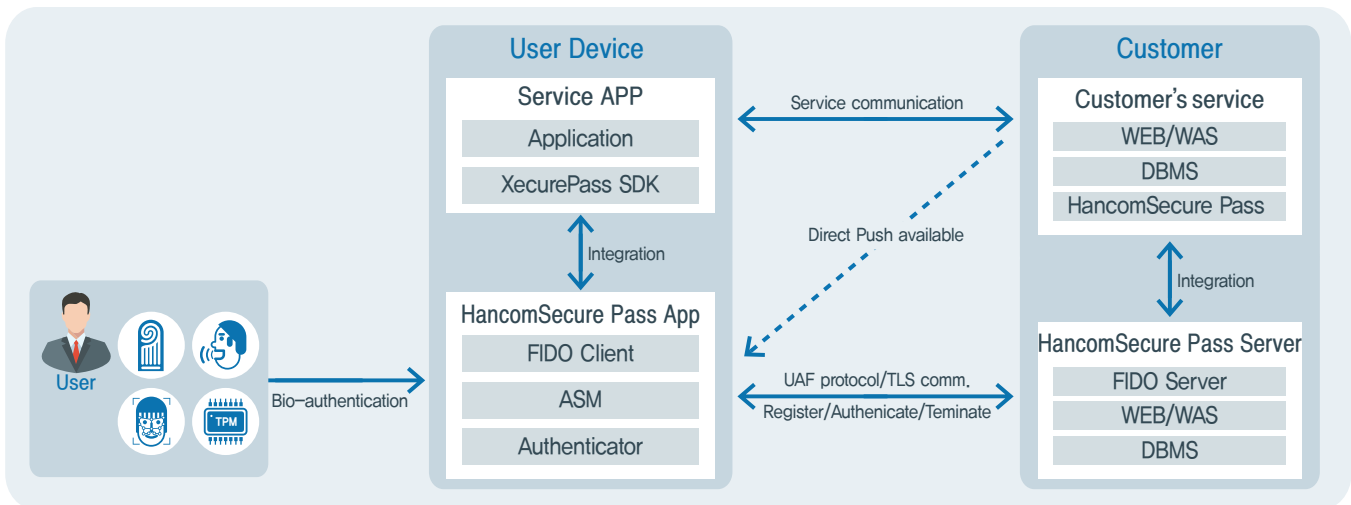 User Device
Service APP
Application
XecurePass SDK
Integration
HancomSecure Pass App
FIDO Client
ASM
Authenticator
User
TPM
Bio-authentication
Service communication
Direct Push available
UAF protocol/TLS comm.
Register/Authenicate/Teminate
Customer
Customer's service
WEB/WAS
DBMS
HancomSecure Pass
Integration
HancomSecure Pass Server
FIDO Server
WEB/WAS
DBMS